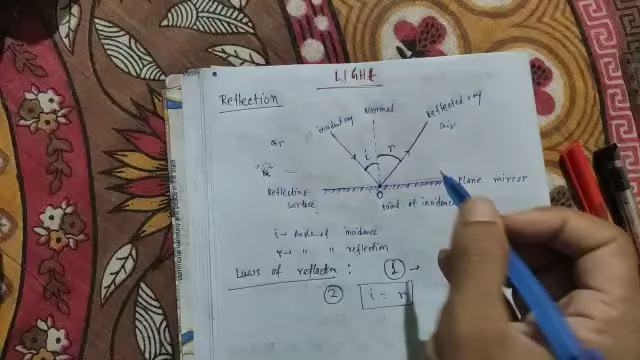 LIGHT
Reflection
Normal
incident ray
Reflected ray
air
air
i
r
Reflecting surface
O
Plane mirror
Point of incidence
i → Angle of incidence
r → " " reflection
Laws of reflectn : ① →
② i = r